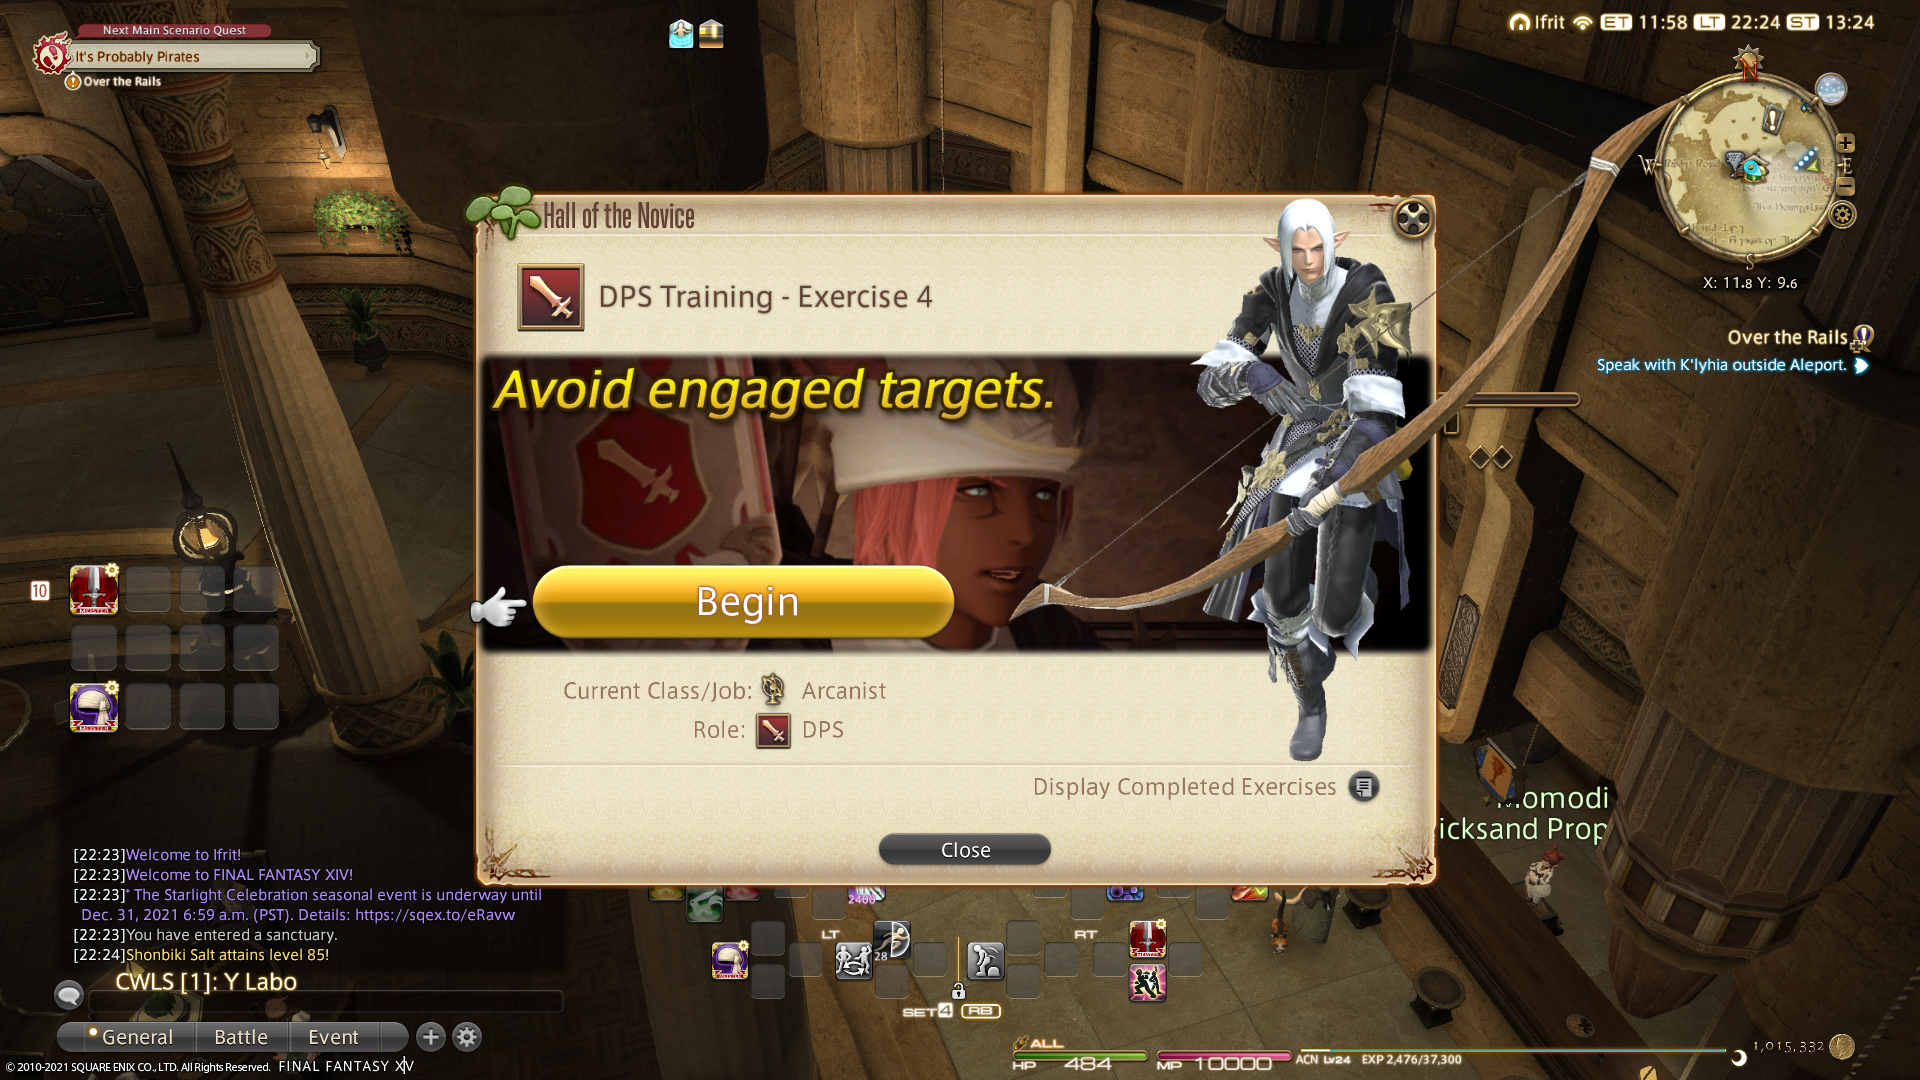 Next Main Scenario Quest
It's Probably Pirates
Over the Rails
Ifrit ET 11:58 LT 22:24 ST 13:24
N
W
E
S
X: 11.8 Y: 9.6
Over the Rails
Speak with K'lyhia outside Aleport.
Hall of the Novice
DPS Training - Exercise 4
Avoid engaged targets.
Begin
Current Class/Job: Arcanist
Role: DPS
Display Completed Exercises
Close
10
MEISTER
MEISTER
omodi
icksand Prop
[22:23]Welcome to Ifrit!
[22:23]Welcome to FINAL FANTASY XIV!
[22:23]* The Starlight Celebration seasonal event is underway until
Dec. 31, 2021 6:59 a.m. (PST). Details: https://sqex.to/eRavw
[22:23]You have entered a sanctuary.
[22:24]Shonbiki Salt attains level 85!
CWLS [1]: Y Labo
General Battle Event
© 2010-2021 SQUARE ENIX CO., LTD. All Rights Reserved. FINAL FANTASY XIV
2400
LT
28
RT
SET 4 RB
ALL
HP 484 MP 10000 ACN Lv24 EXP 2,476/37,300
1,015,332